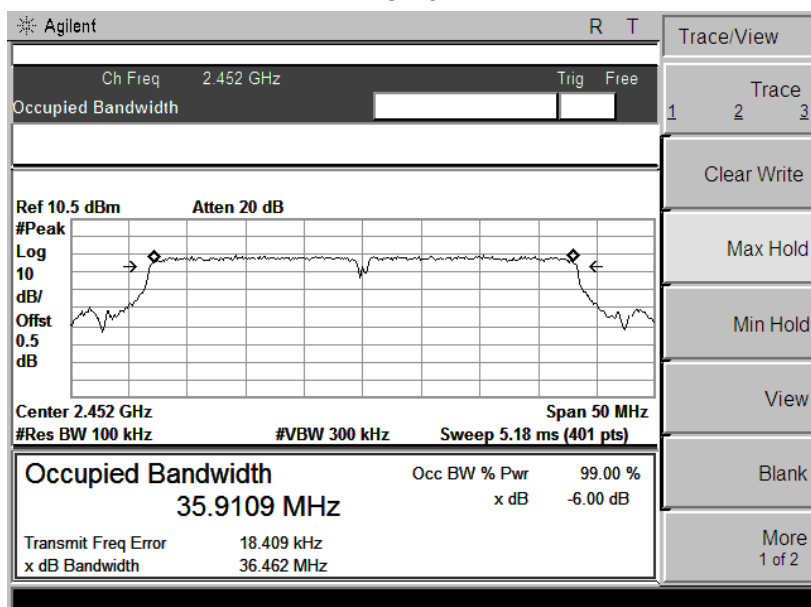 Agilent R T
Trace/View
Ch Freq 2.452 GHz Trig Free
Occupied Bandwidth
Trace
1 2 3
Clear Write
Ref 10.5 dBm Atten 20 dB
#Peak
Log
10
dB/
Offst
0.5
dB
Max Hold
Min Hold
Center 2.452 GHz Span 50 MHz
#Res BW 100 kHz #VBW 300 kHz Sweep 5.18 ms (401 pts)
View
Occupied Bandwidth Occ BW % Pwr 99.00 %
35.9109 MHz x dB -6.00 dB
Blank
Transmit Freq Error 18.409 kHz
x dB Bandwidth 36.462 MHz
More
1 of 2